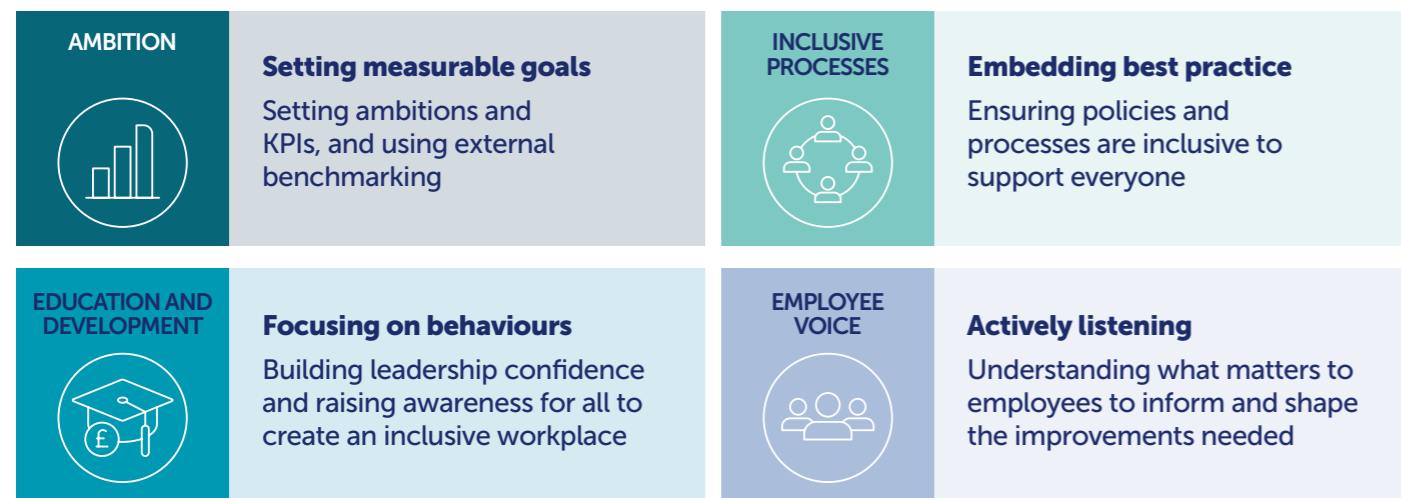 AMBITION
Setting measurable goals
Setting ambitions and
KPIs, and using external
benchmarking
INCLUSIVE
PROCESSES
Embedding best practice
Ensuring policies and
processes are inclusive to
support everyone
EDUCATION AND
DEVELOPMENT
£
Focusing on behaviours
Building leadership confidence
and raising awareness for all to
create an inclusive workplace
EMPLOYEE
VOICE
Actively listening
Understanding what matters to
employees to inform and shape
the improvements needed